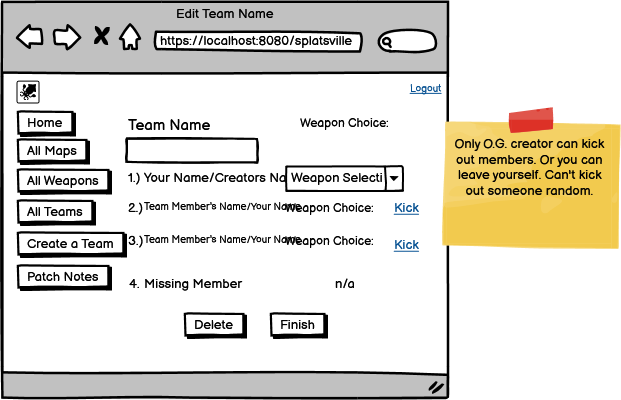 Edit Team Name
https://localhost:8080/splatsville
Logout
Home
All Maps
All Weapons
All Teams
Create a Team
Patch Notes
Team Name
Weapon Choice:
1.) Your Name/Creators Na
Weapon Selecti
2.) Team Member's Name/Your Name
Weapon Choice:
Kick
3.) Team Member's Name/Your Name
Weapon Choice:
Kick
4. Missing Member
n/a
Delete
Finish
Only O.G. creator can kick
out members. Or you can
leave yourself. Can't kick
out someone random.